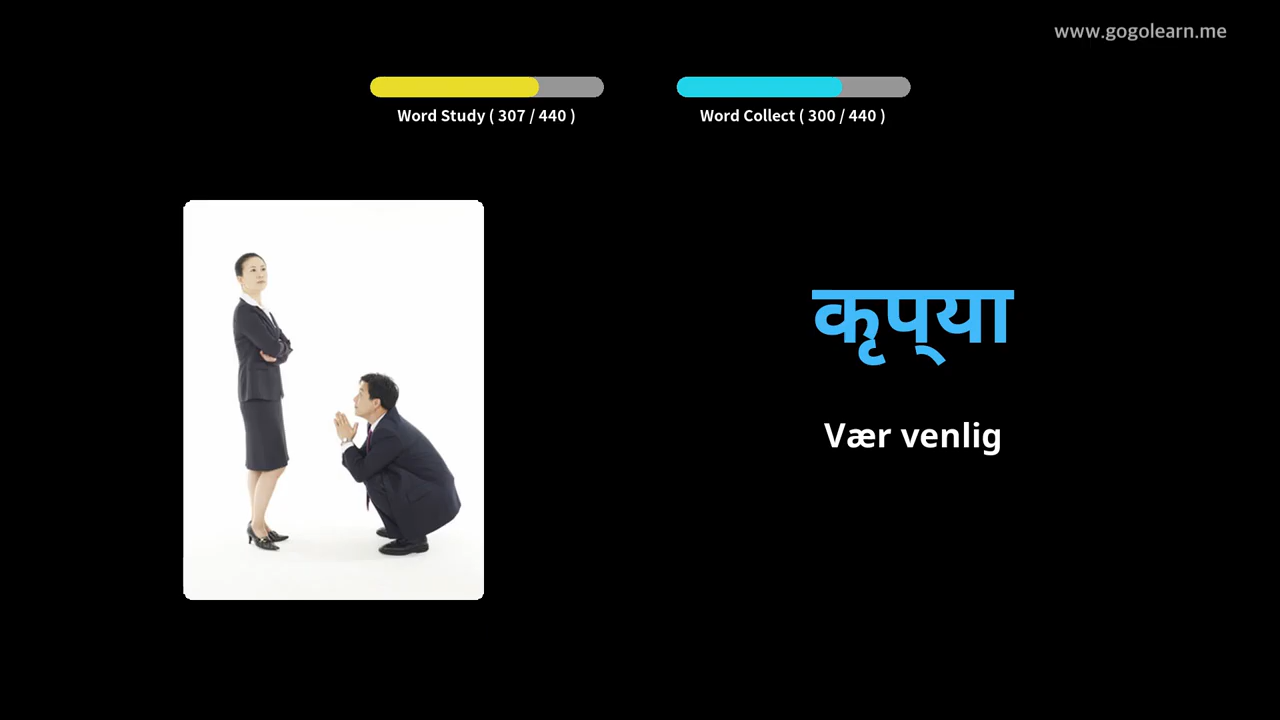 www.gogolearn.me
Word Study ( 307 / 440 )
Word Collect ( 300 / 440 )
कृप्‌या
Vær venlig